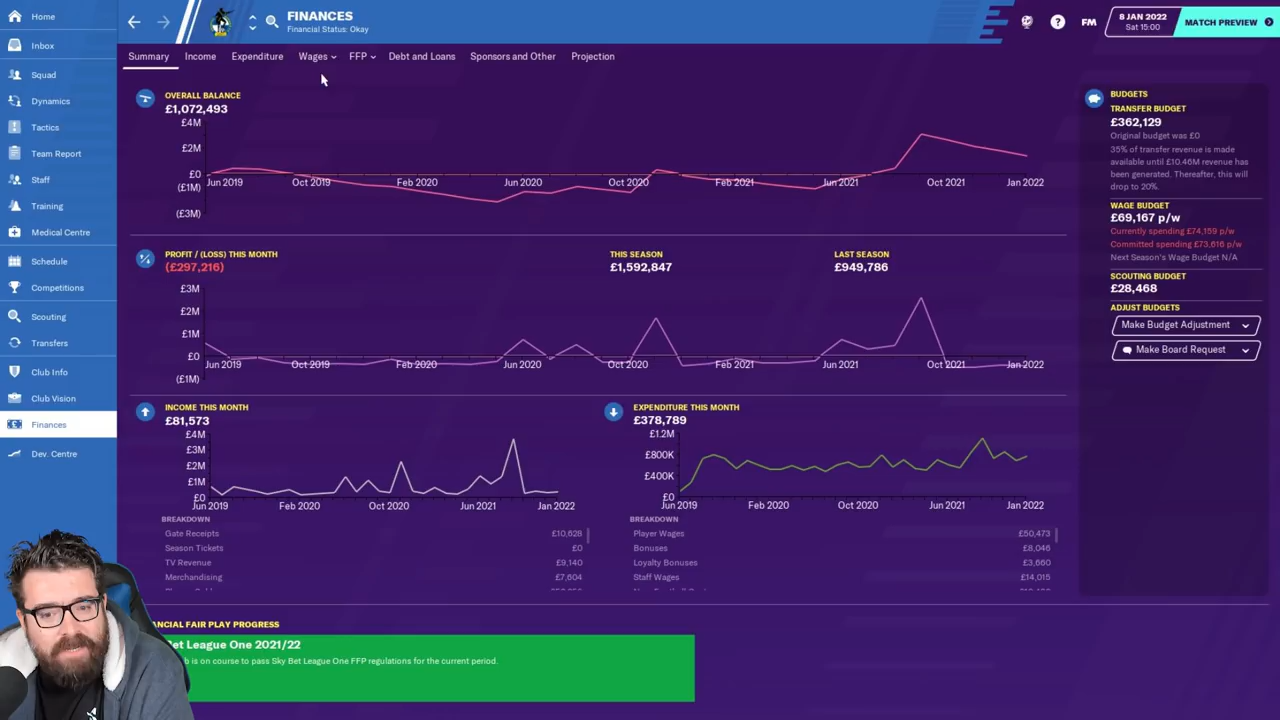 Home
Inbox
Squad
Dynamics
Tactics
Team Report
Staff
Training
Medical Centre
Schedule
Competitions
Scouting
Transfers
Club Info
Club Vision
Finances
Dev. Centre
FINANCES
Financial Status: Okay
?
FM
8 JAN 2022
Sat 15:00
MATCH PREVIEW
Summary
Income
Expenditure
Wages
FFP
Debt and Loans
Sponsors and Other
Projection
OVERALL BALANCE
£1,072,493
£4M
£2M
£0
(£1M)
(£3M)
Jun 2019
Oct 2019
Feb 2020
Jun 2020
Oct 2020
Feb 2021
Jun 2021
Oct 2021
Jan 2022
PROFIT / (LOSS) THIS MONTH
(£297,216)
THIS SEASON
£1,592,847
LAST SEASON
£949,786
£3M
£2M
£1M
£0
(£1M)
Jun 2019
Oct 2019
Feb 2020
Jun 2020
Oct 2020
Feb 2021
Jun 2021
Oct 2021
Jan 2022
INCOME THIS MONTH
£81,573
£4M
£3M
£2M
£1M
£0
Jun 2019
Feb 2020
Oct 2020
Jun 2021
Jan 2022
BREAKDOWN
Gate Receipts £10,628
Season Tickets £0
TV Revenue £9,140
Merchandising £7,604
EXPENDITURE THIS MONTH
£378,789
£1.2M
£800K
£400K
£0
Jun 2019
Feb 2020
Oct 2020
Jun 2021
Jan 2022
BREAKDOWN
Player Wages £50,473
Bonuses £8,046
Loyalty Bonuses £3,660
Staff Wages £14,015
BUDGETS
TRANSFER BUDGET
£362,129
Original budget was £0
35% of transfer revenue is made
available until £10.46M revenue has
been generated. Thereafter, this will
drop to 20%.
WAGE BUDGET
£69,167 p/w
Currently spending £74,159 p/w
Committed spending £73,616 p/w
Next Season's Wage Budget N/A
SCOUTING BUDGET
£28,468
ADJUST BUDGETS
Make Budget Adjustment
Make Board Request
NCIAL FAIR PLAY PROGRESS
Bet League One 2021/22
b is on course to pass Sky Bet League One FFP regulations for the current period.